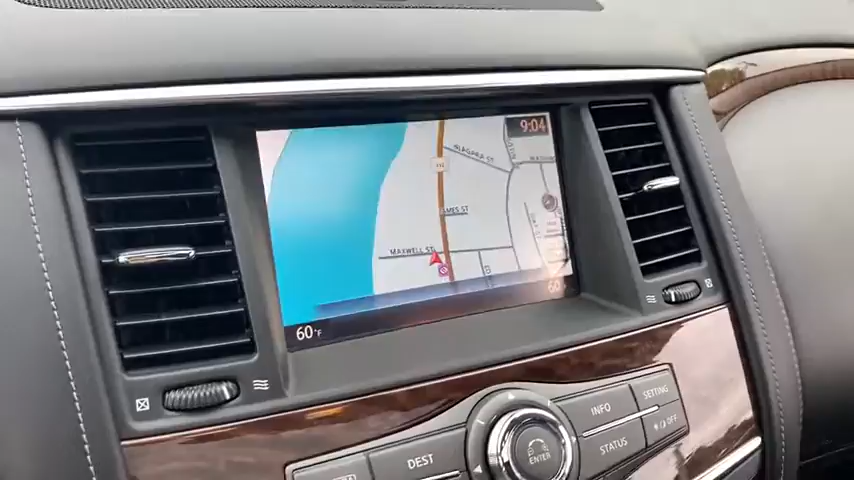 9:04
NIAGARA ST
JAMES ST
MAXWELL ST
60°F
60
INFO
SETTING
DEST
STATUS
OFF
ENTER